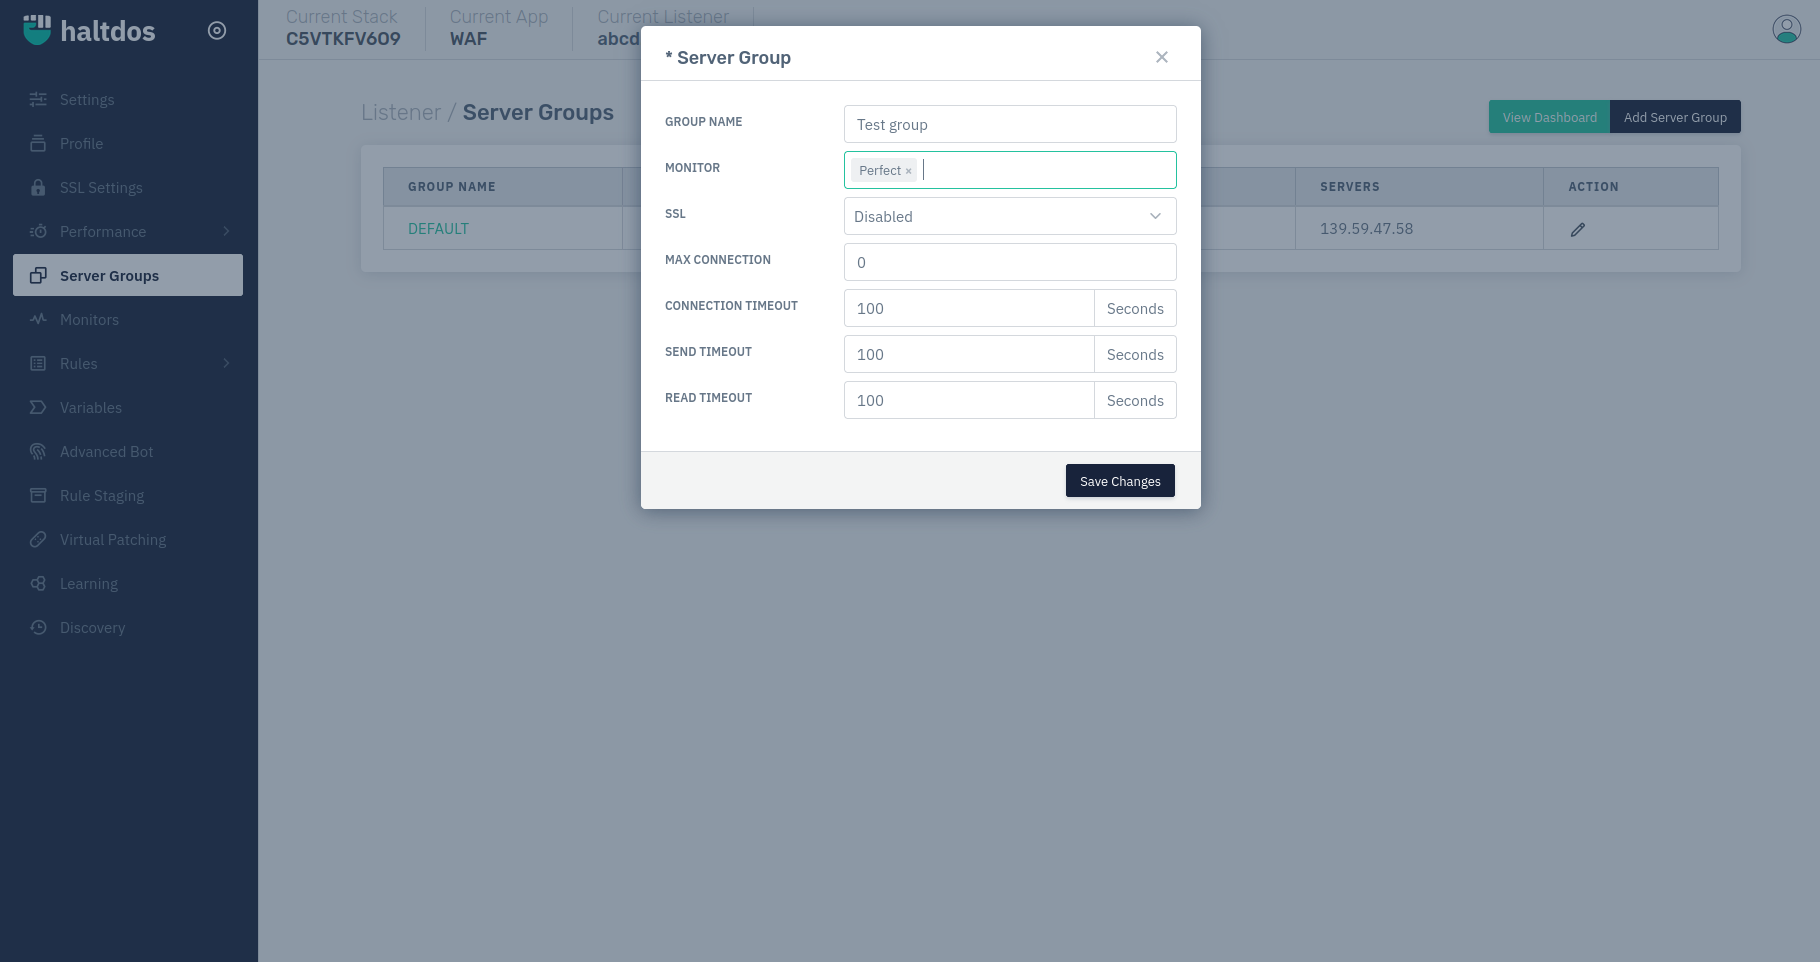 haltdos
Settings
Profile
SSL Settings
Performance
Server Groups
Monitors
Rules
Variables
Advanced Bot
Rule Staging
Virtual Patching
Learning
Discovery
Current Stack
C5VTKFV6O9
Current App
WAF
Current Listener
abcd
Listener / Server Groups
View Dashboard
Add Server Group
GROUP NAME
SERVERS
ACTION
DEFAULT
139.59.47.58
* Server Group
GROUP NAME
Test group
MONITOR
Perfect ×
SSL
Disabled
MAX CONNECTION
0
CONNECTION TIMEOUT
100
Seconds
SEND TIMEOUT
100
Seconds
READ TIMEOUT
100
Seconds
Save Changes